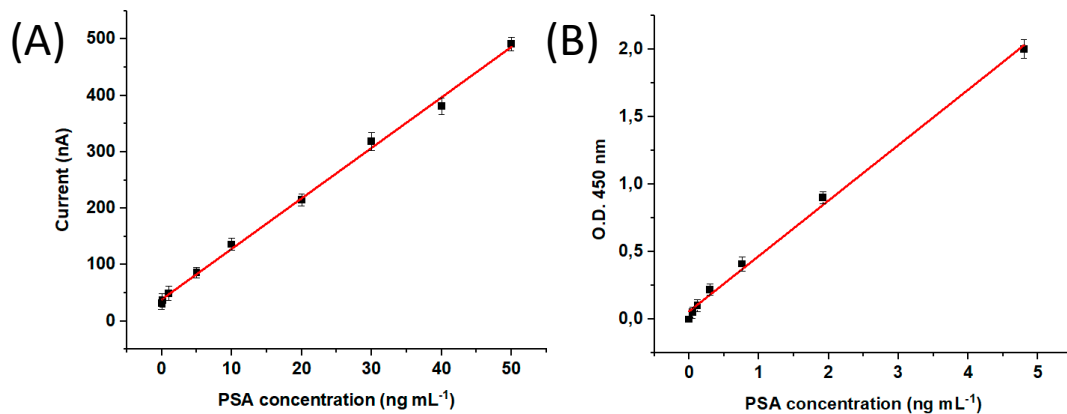 (A)
Current (nA)
500
400
300
200
100
0
0 10 20 30 40 50
PSA concentration (ng mL⁻¹)
(B)
O.D. 450 nm
2,0
1,5
1,0
0,5
0,0
0 1 2 3 4 5
PSA concentration (ng mL⁻¹)